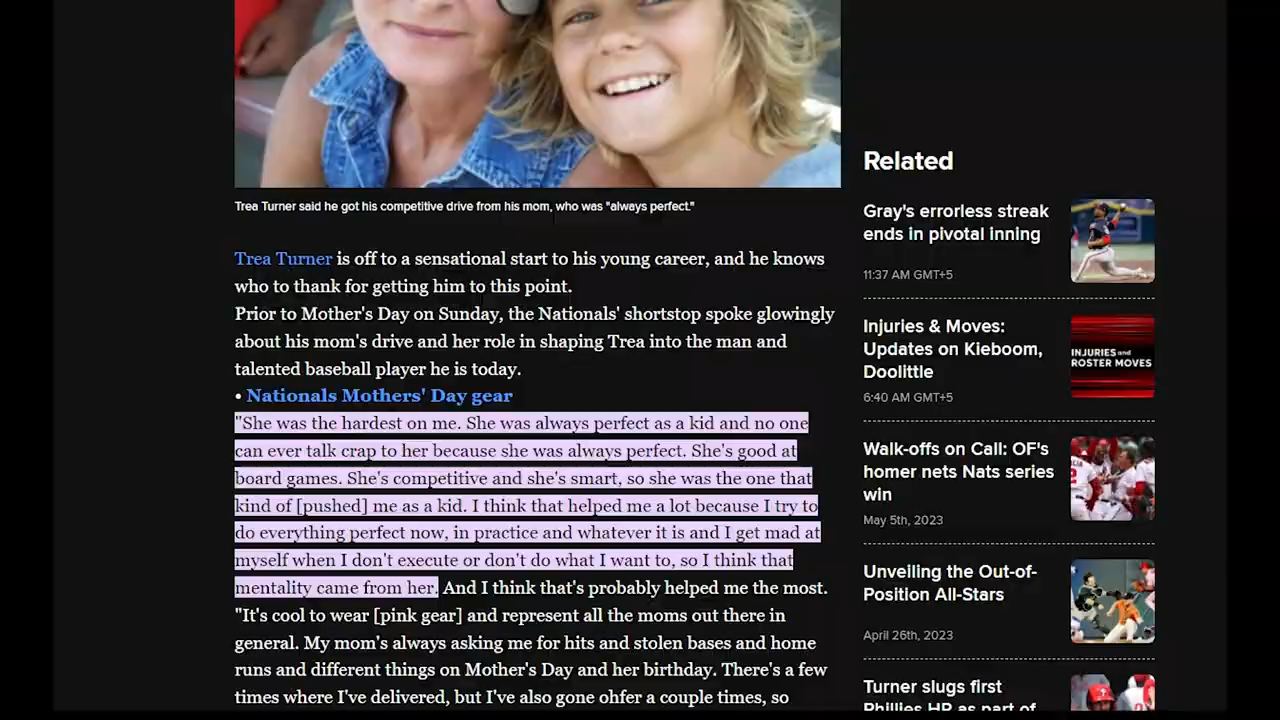 Trea Turner said he got his competitive drive from his mom, who was "always perfect."
Trea Turner is off to a sensational start to his young career, and he knows
who to thank for getting him to this point.
Prior to Mother's Day on Sunday, the Nationals' shortstop spoke glowingly
about his mom's drive and her role in shaping Trea into the man and
talented baseball player he is today.
• Nationals Mothers' Day gear
"She was the hardest on me. She was always perfect as a kid and no one
can ever talk crap to her because she was always perfect. She's good at
board games. She's competitive and she's smart, so she was the one that
kind of [pushed] me as a kid. I think that helped me a lot because I try to
do everything perfect now, in practice and whatever it is and I get mad at
myself when I don't execute or don't do what I want to, so I think that
mentality came from her. And I think that's probably helped me the most.
"It's cool to wear [pink gear] and represent all the moms out there in
general. My mom's always asking me for hits and stolen bases and home
runs and different things on Mother's Day and her birthday. There's a few
times where I've delivered, but I've also gone ohfer a couple times, so
Related
Gray's errorless streak
ends in pivotal inning
11:37 AM GMT+5
Injuries & Moves:
Updates on Kieboom,
Doolittle
6:40 AM GMT+5
INJURIES and
ROSTER MOVES
Walk-offs on Call: OF's
homer nets Nats series
win
May 5th, 2023
Unveiling the Out-of-
Position All-Stars
April 26th, 2023
Turner slugs first
Phillies HR as part of